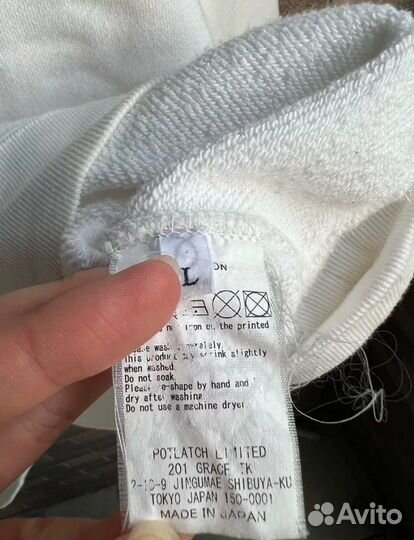 L
ON
iron on the printed
wash separately.
This product may shrink slightly
when washed.
Do not soak.
Please re-shape by hand and
dry after washing.
Do not use a machine dryer
POTLATCH LIMITED
201 GRACE TK
2-10-9 JINGUMAE SHIBUYA-KU
TOKYO JAPAN 150-0001
MADE IN JAPAN
Avito